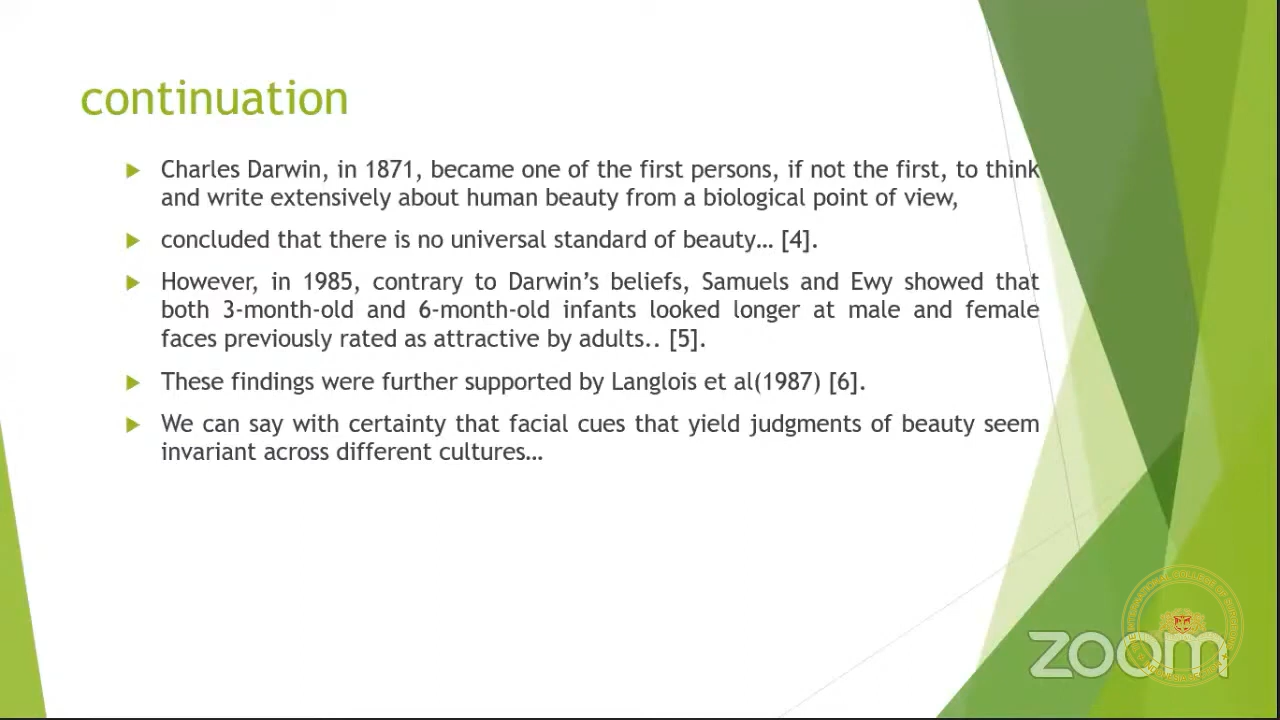 continuation
Charles Darwin, in 1871, became one of the first persons, if not the first, to think
and write extensively about human beauty from a biological point of view,
concluded that there is no universal standard of beauty… [4].
However, in 1985, contrary to Darwin’s beliefs, Samuels and Ewy showed that
both 3-month-old and 6-month-old infants looked longer at male and female
faces previously rated as attractive by adults.. [5].
These findings were further supported by Langlois et al(1987) [6].
We can say with certainty that facial cues that yield judgments of beauty seem
invariant across different cultures…
zoom